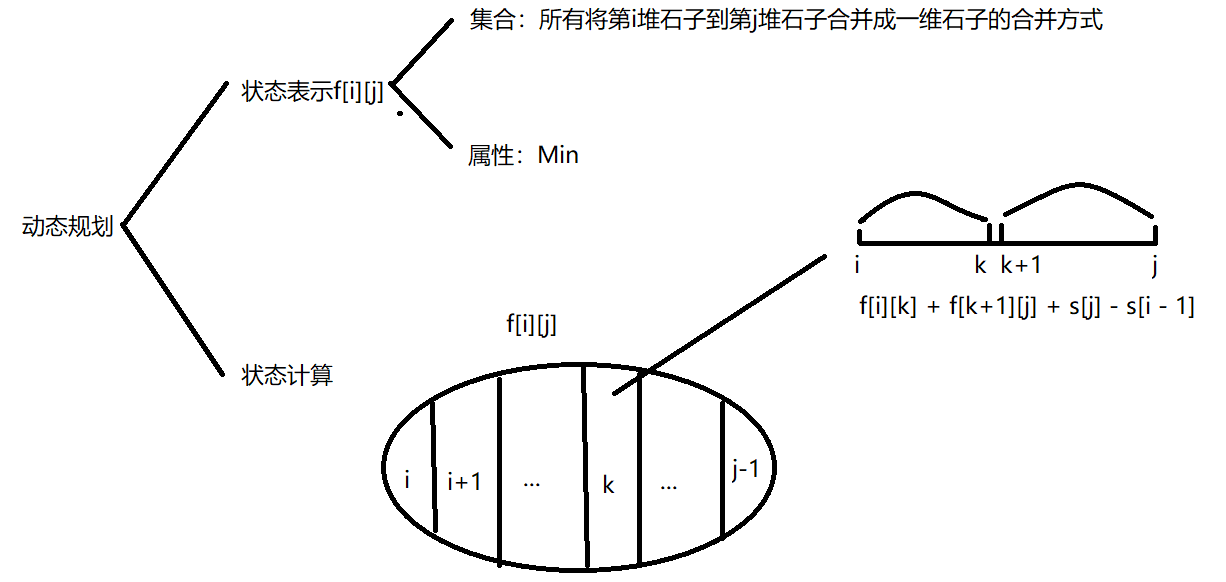 集合：所有将第i堆石子到第j堆石子合并成一维石子的合并方式
状态表示f[i][j]
属性：Min
动态规划
i k k+1 j
f[i][k] + f[k+1][j] + s[j] - s[i - 1]
f[i][j]
状态计算
i i+1 ... k ... j-1